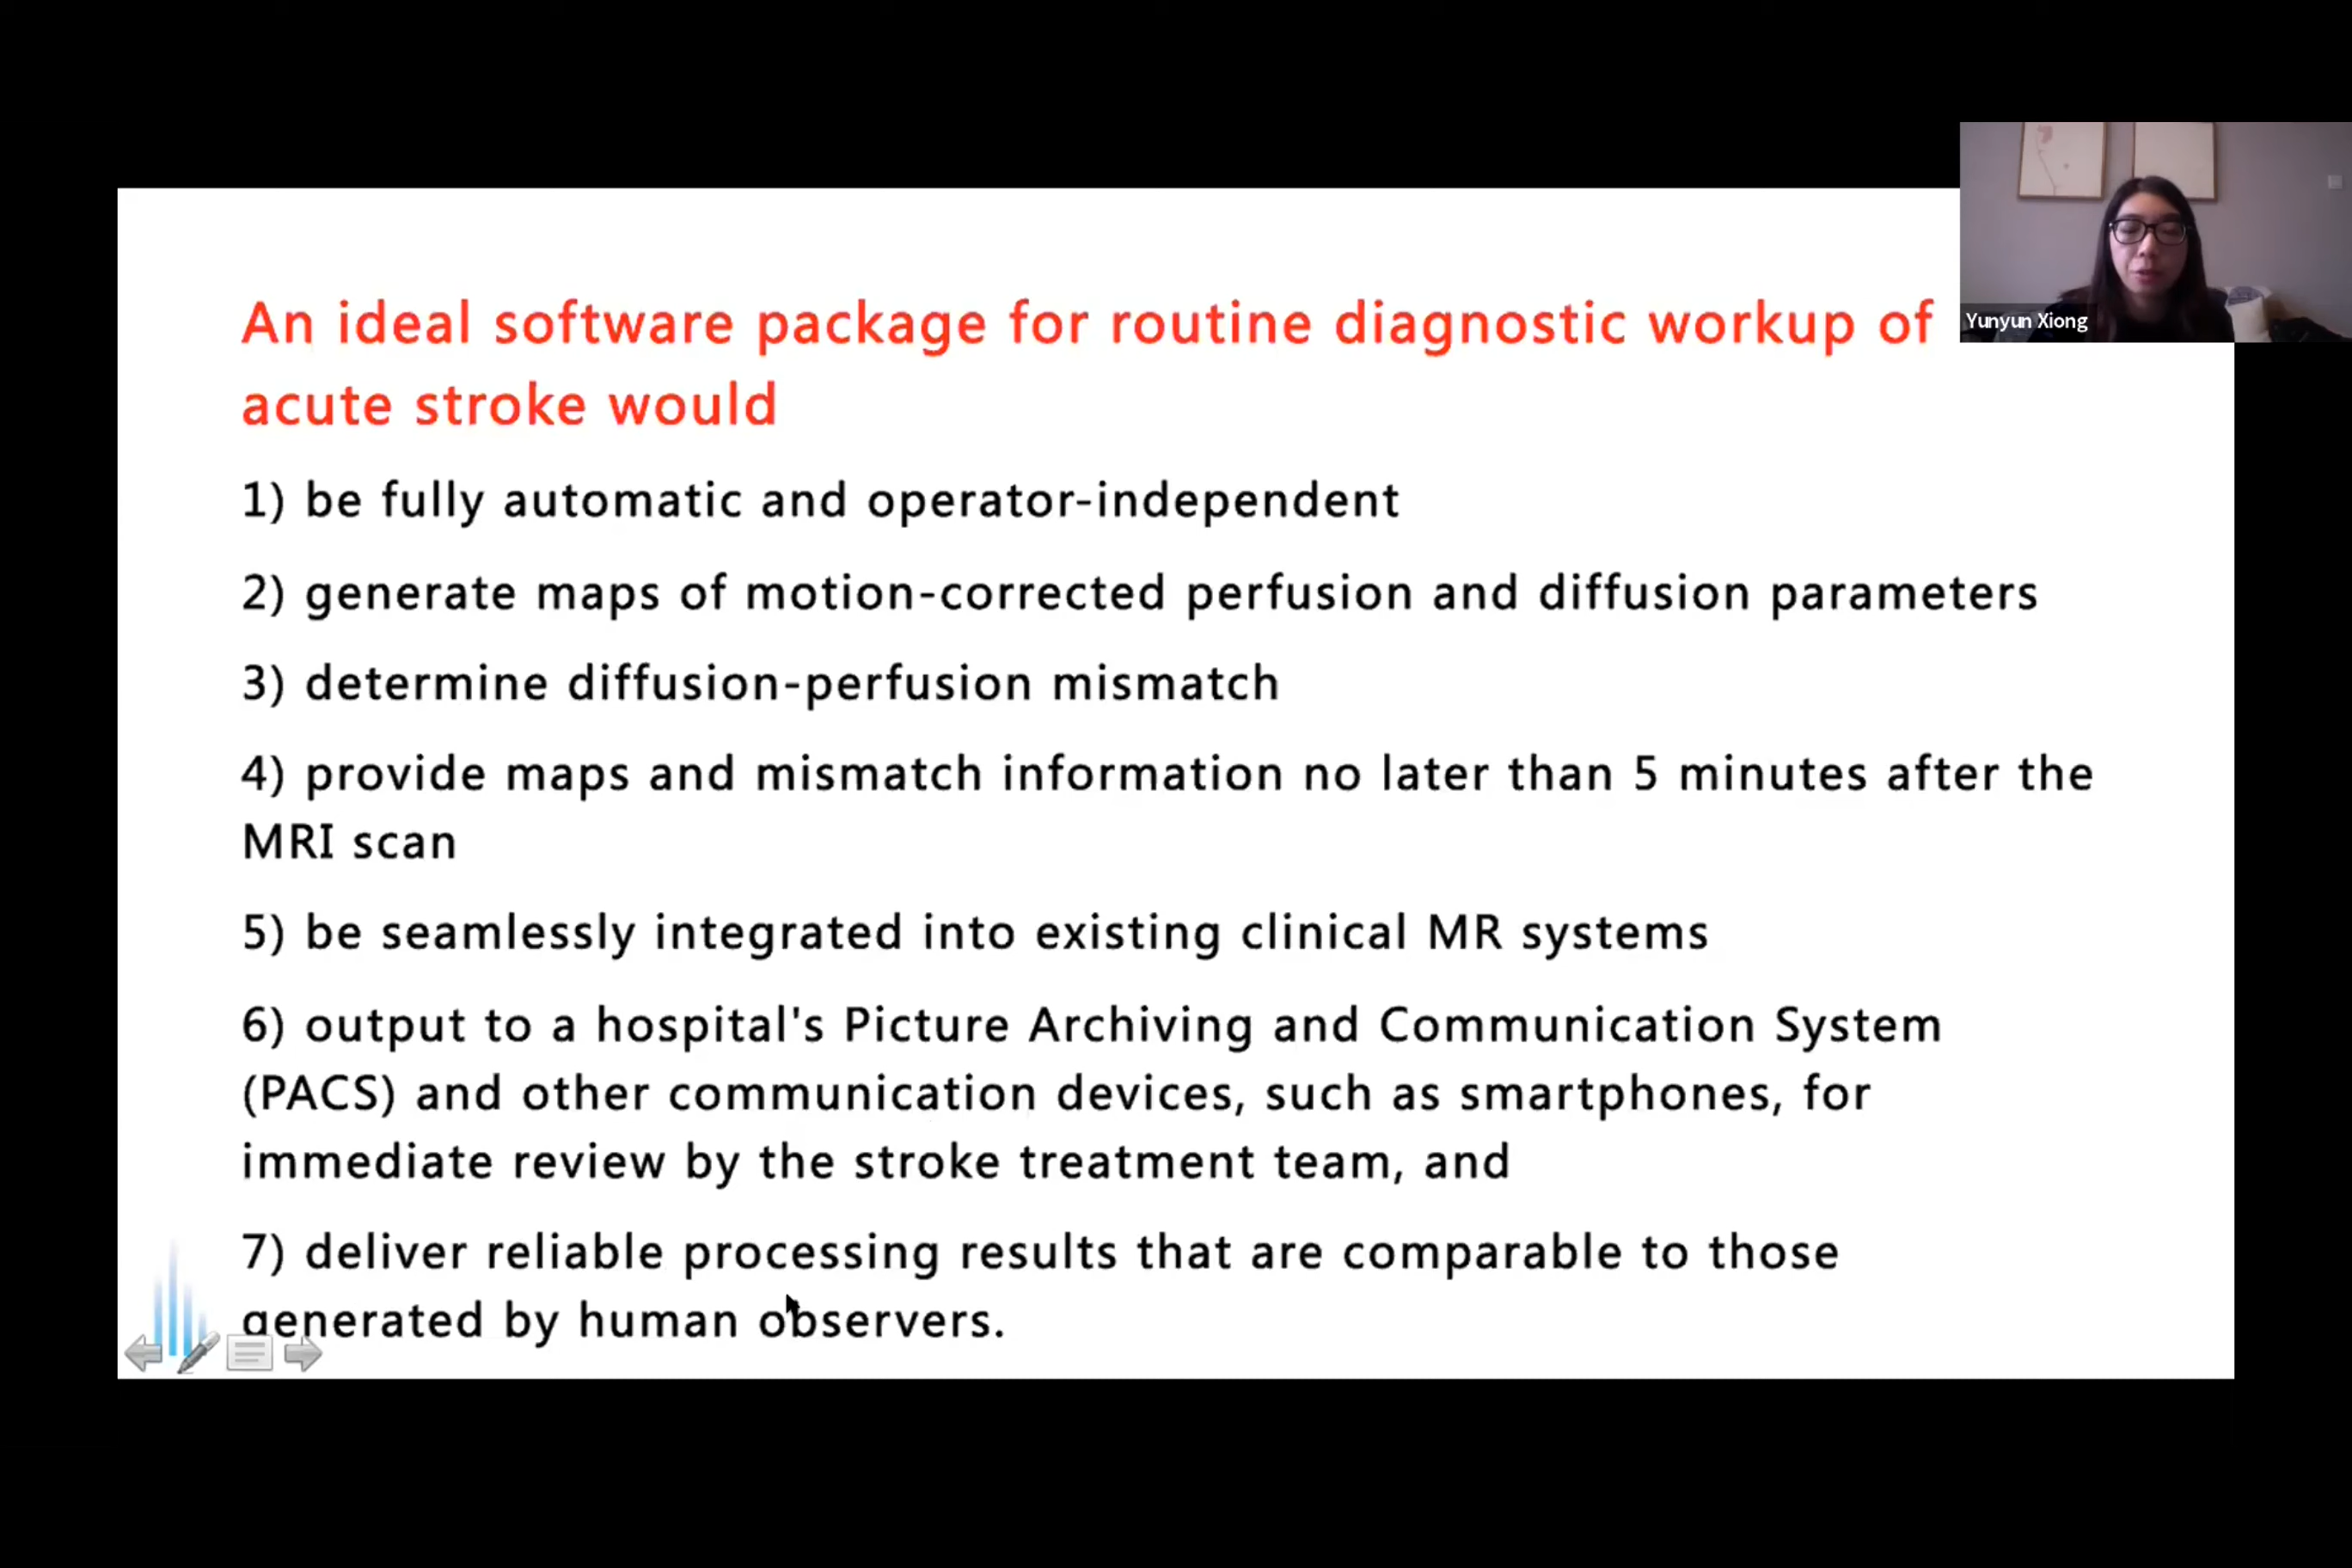 An ideal software package for routine diagnostic workup of
acute stroke would
1) be fully automatic and operator-independent
2) generate maps of motion-corrected perfusion and diffusion parameters
3) determine diffusion-perfusion mismatch
4) provide maps and mismatch information no later than 5 minutes after the
MRI scan
5) be seamlessly integrated into existing clinical MR systems
6) output to a hospital's Picture Archiving and Communication System
(PACS) and other communication devices, such as smartphones, for
immediate review by the stroke treatment team, and
7) deliver reliable processing results that are comparable to those
generated by human observers.
Yunyun Xiong